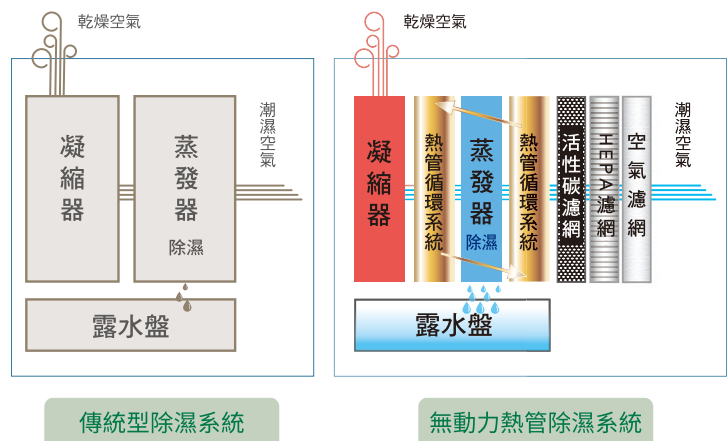 乾燥空氣
凝縮器
蒸發器
除濕
潮濕空氣
露水盤
傳統型除濕系統
乾燥空氣
凝縮器
熱管循環系統
蒸發器
除濕
熱管循環系統
活性碳濾網
HEPA濾網
空氣濾網
潮濕空氣
露水盤
無動力熱管除濕系統